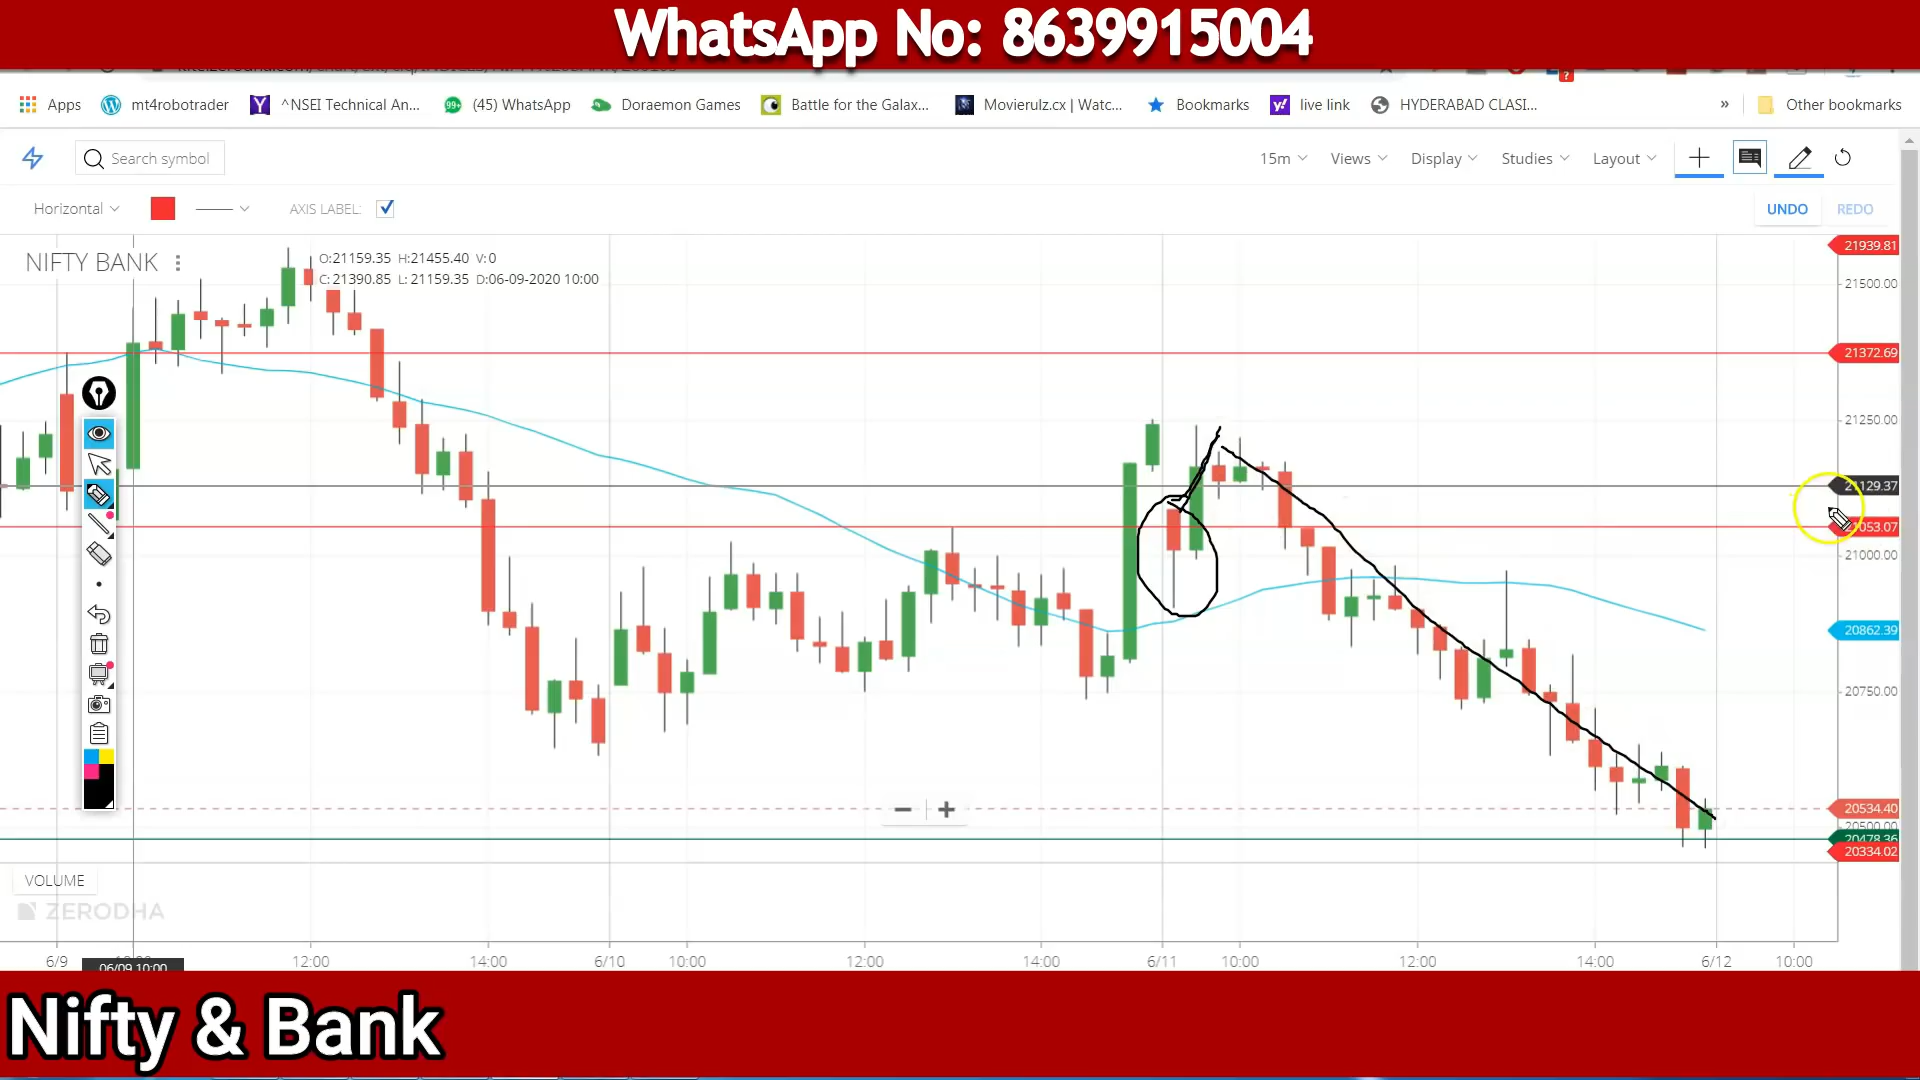 WhatsApp No: 8639915004
Apps mt4robotrader ^NSEI Technical An... (45) WhatsApp Doraemon Games Battle for the Galax... Movierulz.cx | Watc... Bookmarks live link HYDERABAD CLASI... » Other bookmarks
Search symbol 15m Views Display Studies Layout
Horizontal AXIS LABEL: UNDO REDO
NIFTY BANK
O:21159.35 H:21455.40 V:0
C:21390.85 L: 21159.35 D:06-09-2020 10:00
21939.81
21500.00
21372.69
21250.00
21129.37
21053.07
21000.00
20862.39
20750.00
20534.40
20500.00
20478.36
20334.02
VOLUME
ZERODHA
6/9 12:00 14:00 6/10 10:00 12:00 14:00 6/11 10:00 12:00 14:00 6/12 10:00
06/09 10:00
Nifty & Bank